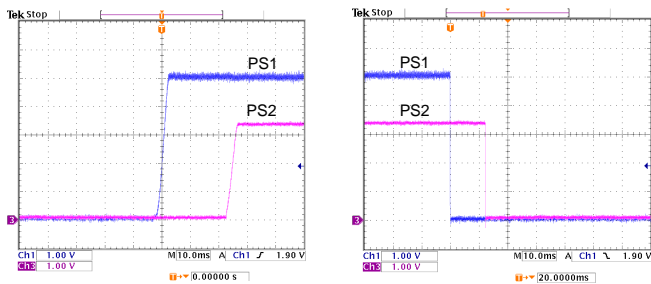 Tek Stop
T
T
PS1
PS2
3
Ch1 1.00 V M 10.0ms A Ch1 1.90 V
Ch3 1.00 V
T 0.00000 s
Tek Stop
T
T
PS1
PS2
3
Ch1 1.00 V M 10.0ms A Ch1 1.90 V
Ch3 1.00 V
T 20.0000ms